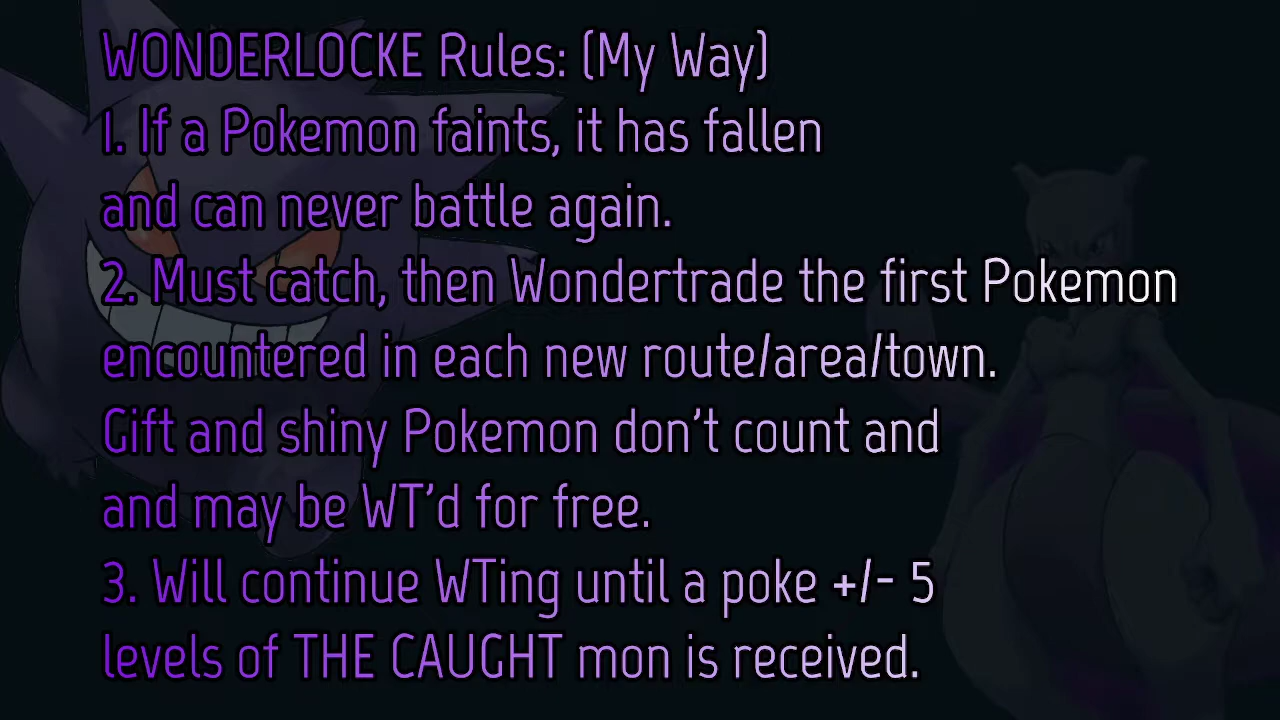 WONDERLOCKE Rules: (My Way)
1. If a Pokemon faints, it has fallen
and can never battle again.
2. Must catch, then Wondertrade the first Pokemon
encountered in each new route/area/town.
Gift and shiny Pokemon don't count and
and may be WT'd for free.
3. Will continue WTing until a poke +/- 5
levels of THE CAUGHT mon is received.